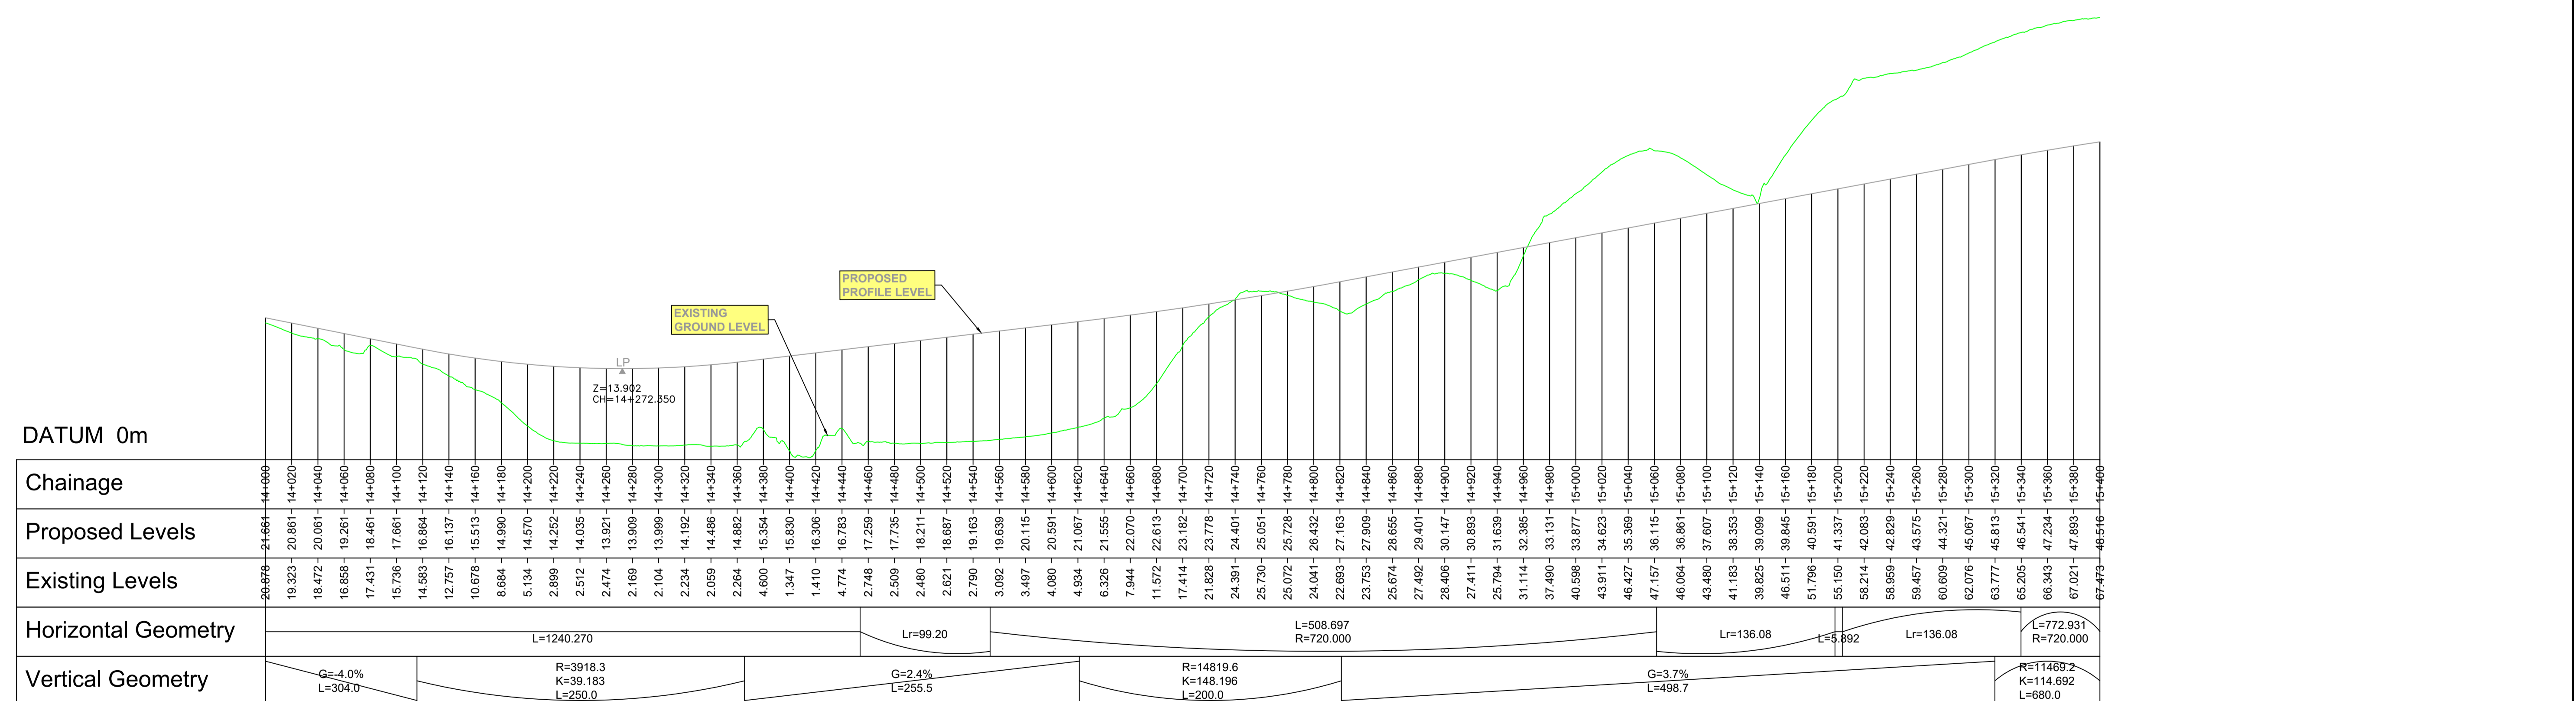 LP
Z=13.902
CH=14+272.350
EXISTING
GROUND LEVEL
PROPOSED
PROFILE LEVEL
DATUM 0m
Chainage
14+000 14+020 14+040 14+060 14+080 14+100 14+120 14+140 14+160 14+180 14+200 14+220 14+240 14+260 14+280 14+300 14+320 14+340 14+360 14+380 14+400 14+420 14+440 14+460 14+480 14+500 14+520 14+540 14+560 14+580 14+600 14+620 14+640 14+660 14+680 14+700 14+720 14+740 14+760 14+780 14+800 14+820 14+840 14+860 14+880 14+900 14+920 14+940 14+960 14+980 15+000 15+020 15+040 15+060 15+080 15+100 15+120 15+140 15+160 15+180 15+200 15+220 15+240 15+260 15+280 15+300 15+320 15+340 15+360 15+380 15+400
Proposed Levels
21.661 20.861 20.061 19.261 18.461 17.661 16.864 16.137 15.513 14.990 14.570 14.252 14.035 13.921 13.909 13.999 14.192 14.486 14.882 15.354 15.830 16.306 16.783 17.259 17.735 18.211 18.687 19.163 19.639 20.115 20.591 21.067 21.555 22.070 22.613 23.182 23.778 24.401 25.051 25.728 26.432 27.163 27.909 28.655 29.401 30.147 30.893 31.639 32.385 33.131 33.877 34.623 35.369 36.115 36.861 37.607 38.353 39.099 39.845 40.591 41.337 42.083 42.829 43.575 44.321 45.067 45.813 46.541 47.234 47.893 48.516
Existing Levels
20.878 19.323 18.472 16.858 17.431 15.736 14.583 12.757 10.678 8.684 5.134 2.899 2.512 2.474 2.169 2.104 2.234 2.059 2.264 4.600 1.347 1.410 4.774 2.748 2.509 2.480 2.621 2.790 3.092 3.497 4.080 4.934 6.326 7.944 11.572 17.414 21.828 24.391 25.730 25.072 24.041 22.693 23.753 25.674 27.492 28.406 27.411 25.794 31.114 37.490 40.598 43.911 46.427 47.157 46.064 43.480 41.183 39.825 46.511 51.796 55.150 58.214 58.959 59.457 60.609 62.076 63.777 65.205 66.343 67.021 67.473
Horizontal Geometry
L=1240.270
Lr=99.20
L=508.697
R=720.000
Lr=136.08
L=5.892
Lr=136.08
L=772.931
R=720.000
Vertical Geometry
G=-4.0%
L=304.0
R=3918.3
K=39.183
L=250.0
G=2.4%
L=255.5
R=14819.6
K=148.196
L=200.0
G=3.7%
L=498.7
R=11469.2
K=114.692
L=680.0